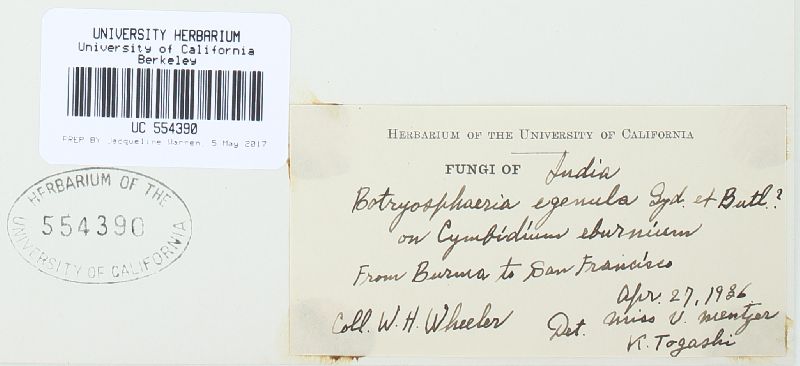 UNIVERSITY HERBARIUM
University of California
Berkeley
UC 554390
PREP BY Jacqueline Warren, 5 May 2017
HERBARIUM OF THE
554390
UNIVERSITY OF CALIFORNIA
HERBARIUM OF THE UNIVERSITY OF CALIFORNIA
FUNGI OF India
Botryosphaeria egenula Syd. et Butl.?
on Cymbidium eburnium
From Burma to San Francisco
Apr. 27, 1936
Coll. W. H. Wheeler Det. Miss V. Mentzer
K. Togashi